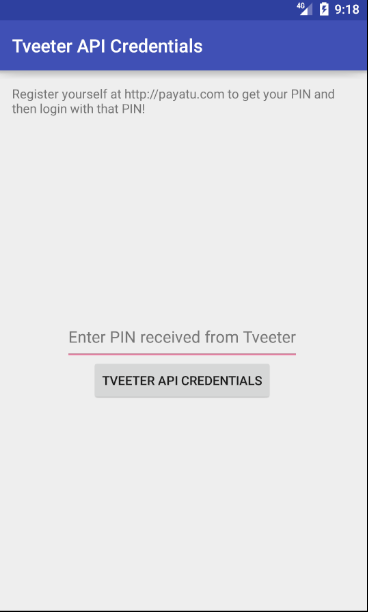 4G 9:18
Tveeter API Credentials
Register yourself at http://payatu.com to get your PIN and
then login with that PIN!
Enter PIN received from Tveeter
TVEETER API CREDENTIALS